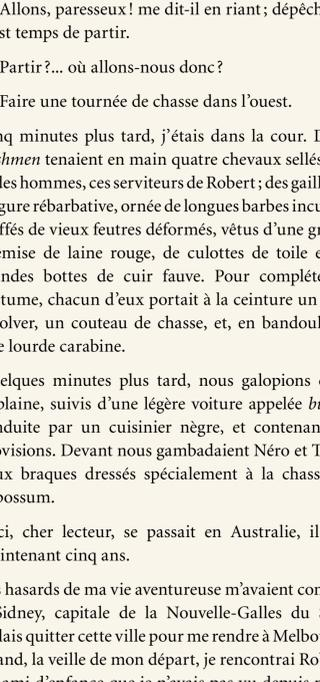 Allons, paresseux ! me dit-il en riant ; dépêch
st temps de partir.
Partir ?... où allons-nous donc ?
Faire une tournée de chasse dans l’ouest.
nq minutes plus tard, j’étais dans la cour. D
shmen tenaient en main quatre chevaux sellés
les hommes, ces serviteurs de Robert ; des gaill
gure rébarbative, ornée de longues barbes incu
ffés de vieux feutres déformés, vêtus d’une gr
emise de laine rouge, de culottes de toile e
andes bottes de cuir fauve. Pour compléte
tume, chacun d’eux portait à la ceinture un
olver, un couteau de chasse, et, en bandoul
e lourde carabine.
elques minutes plus tard, nous galopions
plaine, suivis d’une légère voiture appelée bu
nduite par un cuisinier nègre, et contenan
ovisions. Devant nous gambadaient Néro et T
ux braques dressés spécialement à la chass
possum.
ci, cher lecteur, se passait en Australie, il
intenant cinq ans.
s hasards de ma vie aventureuse m’avaient con
Sidney, capitale de la Nouvelle-Galles du S
lais quitter cette ville pour me rendre à Melbo
and, la veille de mon départ, je rencontrai Rob